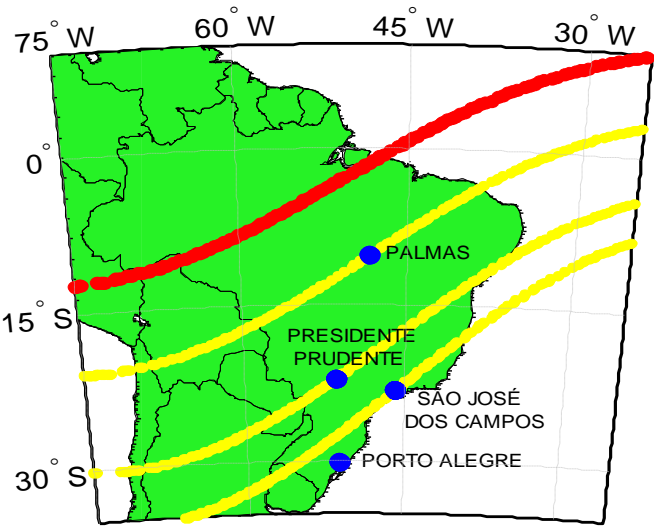 75° W
60° W
45° W
30° W
0°
PALMAS
15° S
PRESIDENTE
PRUDENTE
SÃO JOSÉ
DOS CAMPOS
PORTO ALEGRE
30° S